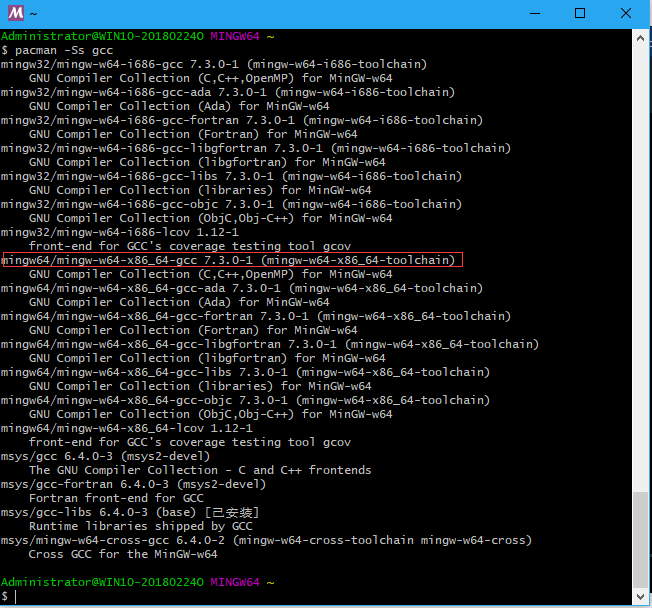 M ~
Administrator@WIN10-201802240 MINGW64 ~
$ pacman -Ss gcc
mingw32/mingw-w64-i686-gcc 7.3.0-1 (mingw-w64-i686-toolchain)
GNU Compiler Collection (C,C++,OpenMP) for MinGW-w64
mingw32/mingw-w64-i686-gcc-ada 7.3.0-1 (mingw-w64-i686-toolchain)
GNU Compiler Collection (Ada) for MinGW-w64
mingw32/mingw-w64-i686-gcc-fortran 7.3.0-1 (mingw-w64-i686-toolchain)
GNU Compiler Collection (Fortran) for MinGW-w64
mingw32/mingw-w64-i686-gcc-libgfortran 7.3.0-1 (mingw-w64-i686-toolchain)
GNU Compiler Collection (libgfortran) for MinGW-w64
mingw32/mingw-w64-i686-gcc-libs 7.3.0-1 (mingw-w64-i686-toolchain)
GNU Compiler Collection (libraries) for MinGW-w64
mingw32/mingw-w64-i686-gcc-objc 7.3.0-1 (mingw-w64-i686-toolchain)
GNU Compiler Collection (ObjC,Obj-C++) for MinGW-w64
mingw32/mingw-w64-i686-lcov 1.12-1
front-end for GCC's coverage testing tool gcov
mingw64/mingw-w64-x86_64-gcc 7.3.0-1 (mingw-w64-x86_64-toolchain)
GNU Compiler Collection (C,C++,OpenMP) for MinGW-w64
mingw64/mingw-w64-x86_64-gcc-ada 7.3.0-1 (mingw-w64-x86_64-toolchain)
GNU Compiler Collection (Ada) for MinGW-w64
mingw64/mingw-w64-x86_64-gcc-fortran 7.3.0-1 (mingw-w64-x86_64-toolchain)
GNU Compiler Collection (Fortran) for MinGW-w64
mingw64/mingw-w64-x86_64-gcc-libgfortran 7.3.0-1 (mingw-w64-x86_64-toolchain)
GNU Compiler Collection (libgfortran) for MinGW-w64
mingw64/mingw-w64-x86_64-gcc-libs 7.3.0-1 (mingw-w64-x86_64-toolchain)
GNU Compiler Collection (libraries) for MinGW-w64
mingw64/mingw-w64-x86_64-gcc-objc 7.3.0-1 (mingw-w64-x86_64-toolchain)
GNU Compiler Collection (ObjC,Obj-C++) for MinGW-w64
mingw64/mingw-w64-x86_64-lcov 1.12-1
front-end for GCC's coverage testing tool gcov
msys/gcc 6.4.0-3 (msys2-devel)
The GNU Compiler Collection - C and C++ frontends
msys/gcc-fortran 6.4.0-3 (msys2-devel)
Fortran front-end for GCC
msys/gcc-libs 6.4.0-3 (base) [已安装]
Runtime libraries shipped by GCC
msys/mingw-w64-cross-gcc 6.4.0-2 (mingw-w64-cross-toolchain mingw-w64-cross)
Cross GCC for the MinGW-w64
Administrator@WIN10-201802240 MINGW64 ~
$